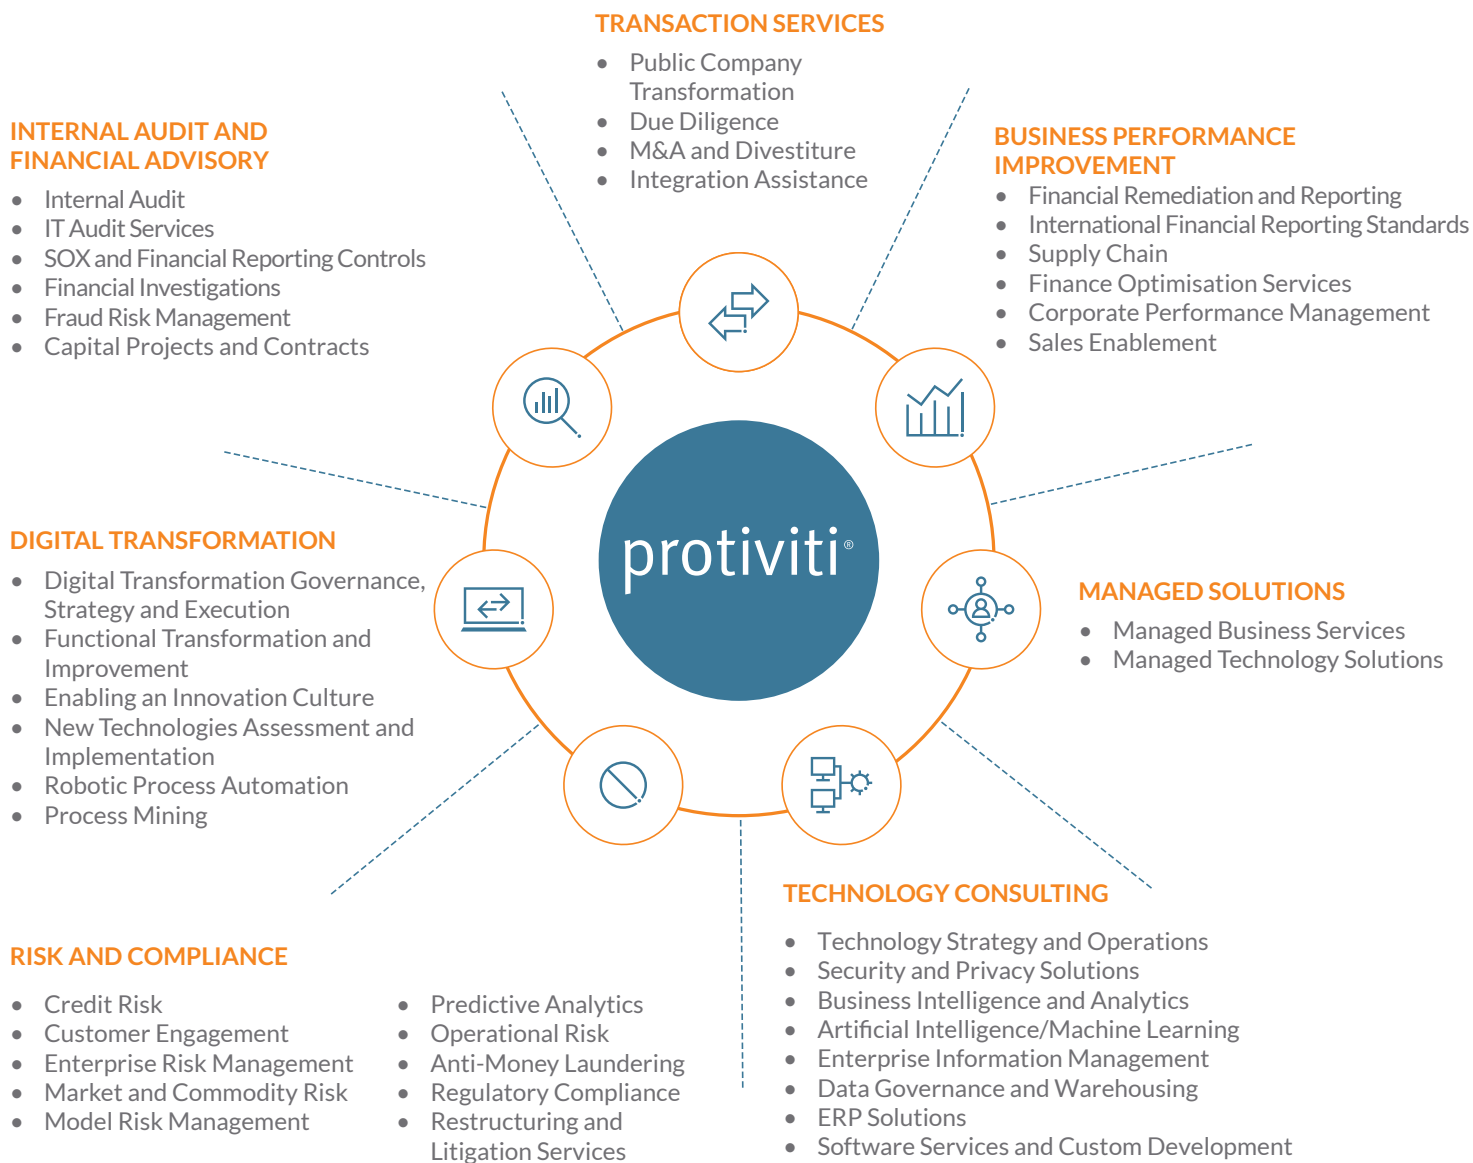 TRANSACTION SERVICES
• Public Company
Transformation
• Due Diligence
• M&A and Divestiture
• Integration Assistance
INTERNAL AUDIT AND
FINANCIAL ADVISORY
• Internal Audit
• IT Audit Services
• SOX and Financial Reporting Controls
• Financial Investigations
• Fraud Risk Management
• Capital Projects and Contracts
BUSINESS PERFORMANCE
IMPROVEMENT
• Financial Remediation and Reporting
• International Financial Reporting Standards
• Supply Chain
• Finance Optimisation Services
• Corporate Performance Management
• Sales Enablement
protiviti®
DIGITAL TRANSFORMATION
• Digital Transformation Governance,
Strategy and Execution
• Functional Transformation and
Improvement
• Enabling an Innovation Culture
• New Technologies Assessment and
Implementation
• Robotic Process Automation
• Process Mining
MANAGED SOLUTIONS
• Managed Business Services
• Managed Technology Solutions
RISK AND COMPLIANCE
• Credit Risk
• Customer Engagement
• Enterprise Risk Management
• Market and Commodity Risk
• Model Risk Management
• Predictive Analytics
• Operational Risk
• Anti-Money Laundering
• Regulatory Compliance
• Restructuring and
Litigation Services
TECHNOLOGY CONSULTING
• Technology Strategy and Operations
• Security and Privacy Solutions
• Business Intelligence and Analytics
• Artificial Intelligence/Machine Learning
• Enterprise Information Management
• Data Governance and Warehousing
• ERP Solutions
• Software Services and Custom Development